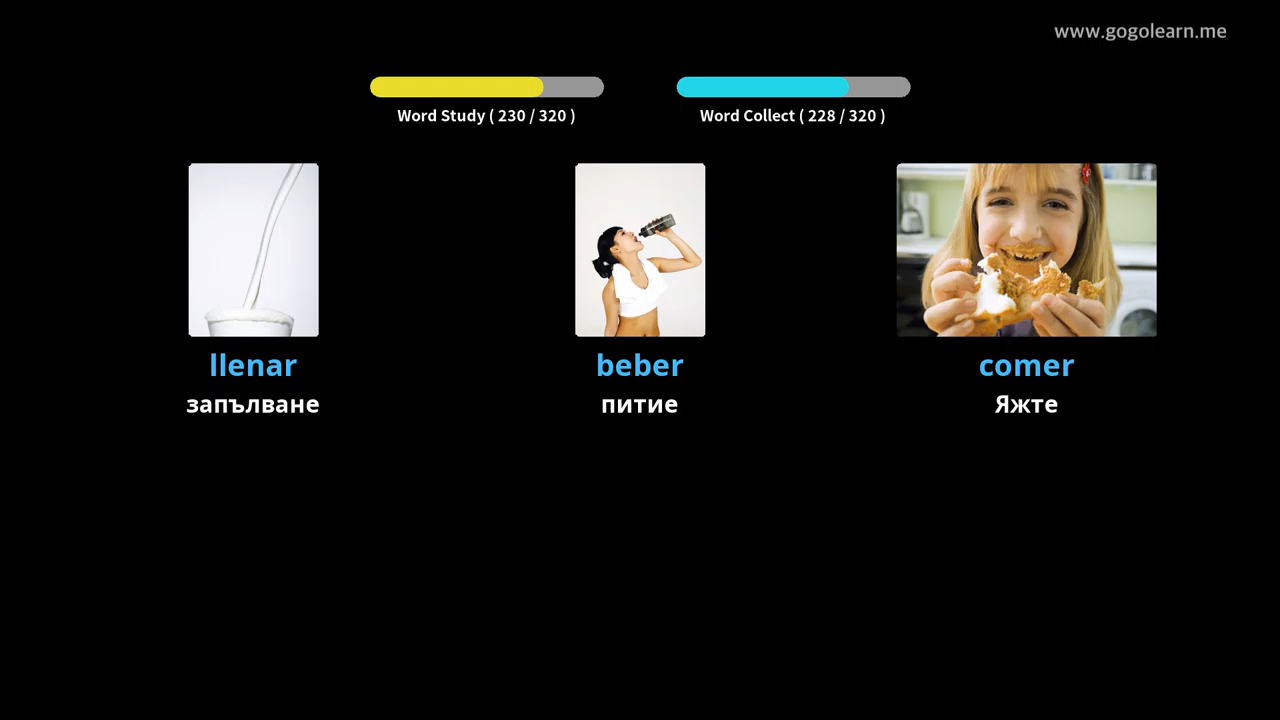 www.gogolearn.me
Word Study ( 230 / 320 )
Word Collect ( 228 / 320 )
llenar
beber
comer
запълване
питие
Яжте